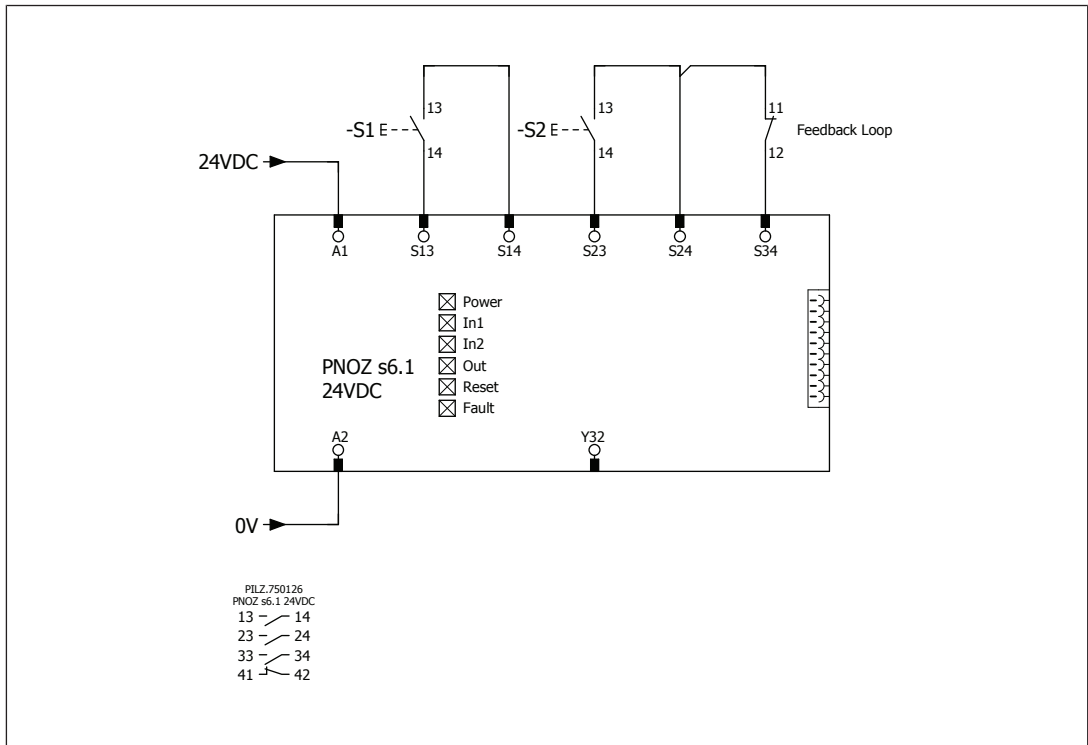 13
13
11
-S1
-S2
Feedback Loop
14
14
12
24VDC
A1
S13
S14
S23
S24
S34
Power
In1
In2
PNOZ s6.1
Out
24VDC
Reset
Fault
A2
Y32
0V
PILZ.750126
PNOZ s6.1 24VDC
13 14
23 24
33 34
41 42